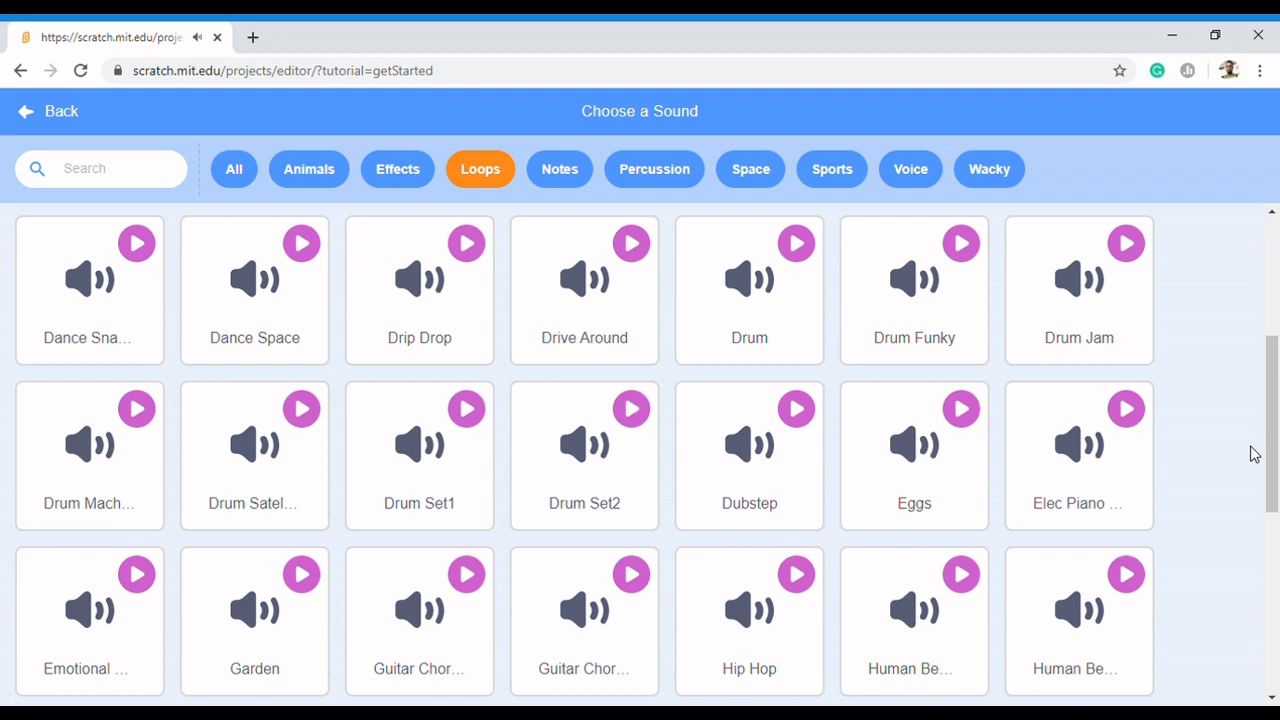 https://scratch.mit.edu/proje
scratch.mit.edu/projects/editor/?tutorial=getStarted
Back
Choose a Sound
Search
All
Animals
Effects
Loops
Notes
Percussion
Space
Sports
Voice
Wacky
Dance Sna...
Dance Space
Drip Drop
Drive Around
Drum
Drum Funky
Drum Jam
Drum Mach...
Drum Satel...
Drum Set1
Drum Set2
Dubstep
Eggs
Elec Piano ...
Emotional ...
Garden
Guitar Chor...
Guitar Chor...
Hip Hop
Human Be...
Human Be...